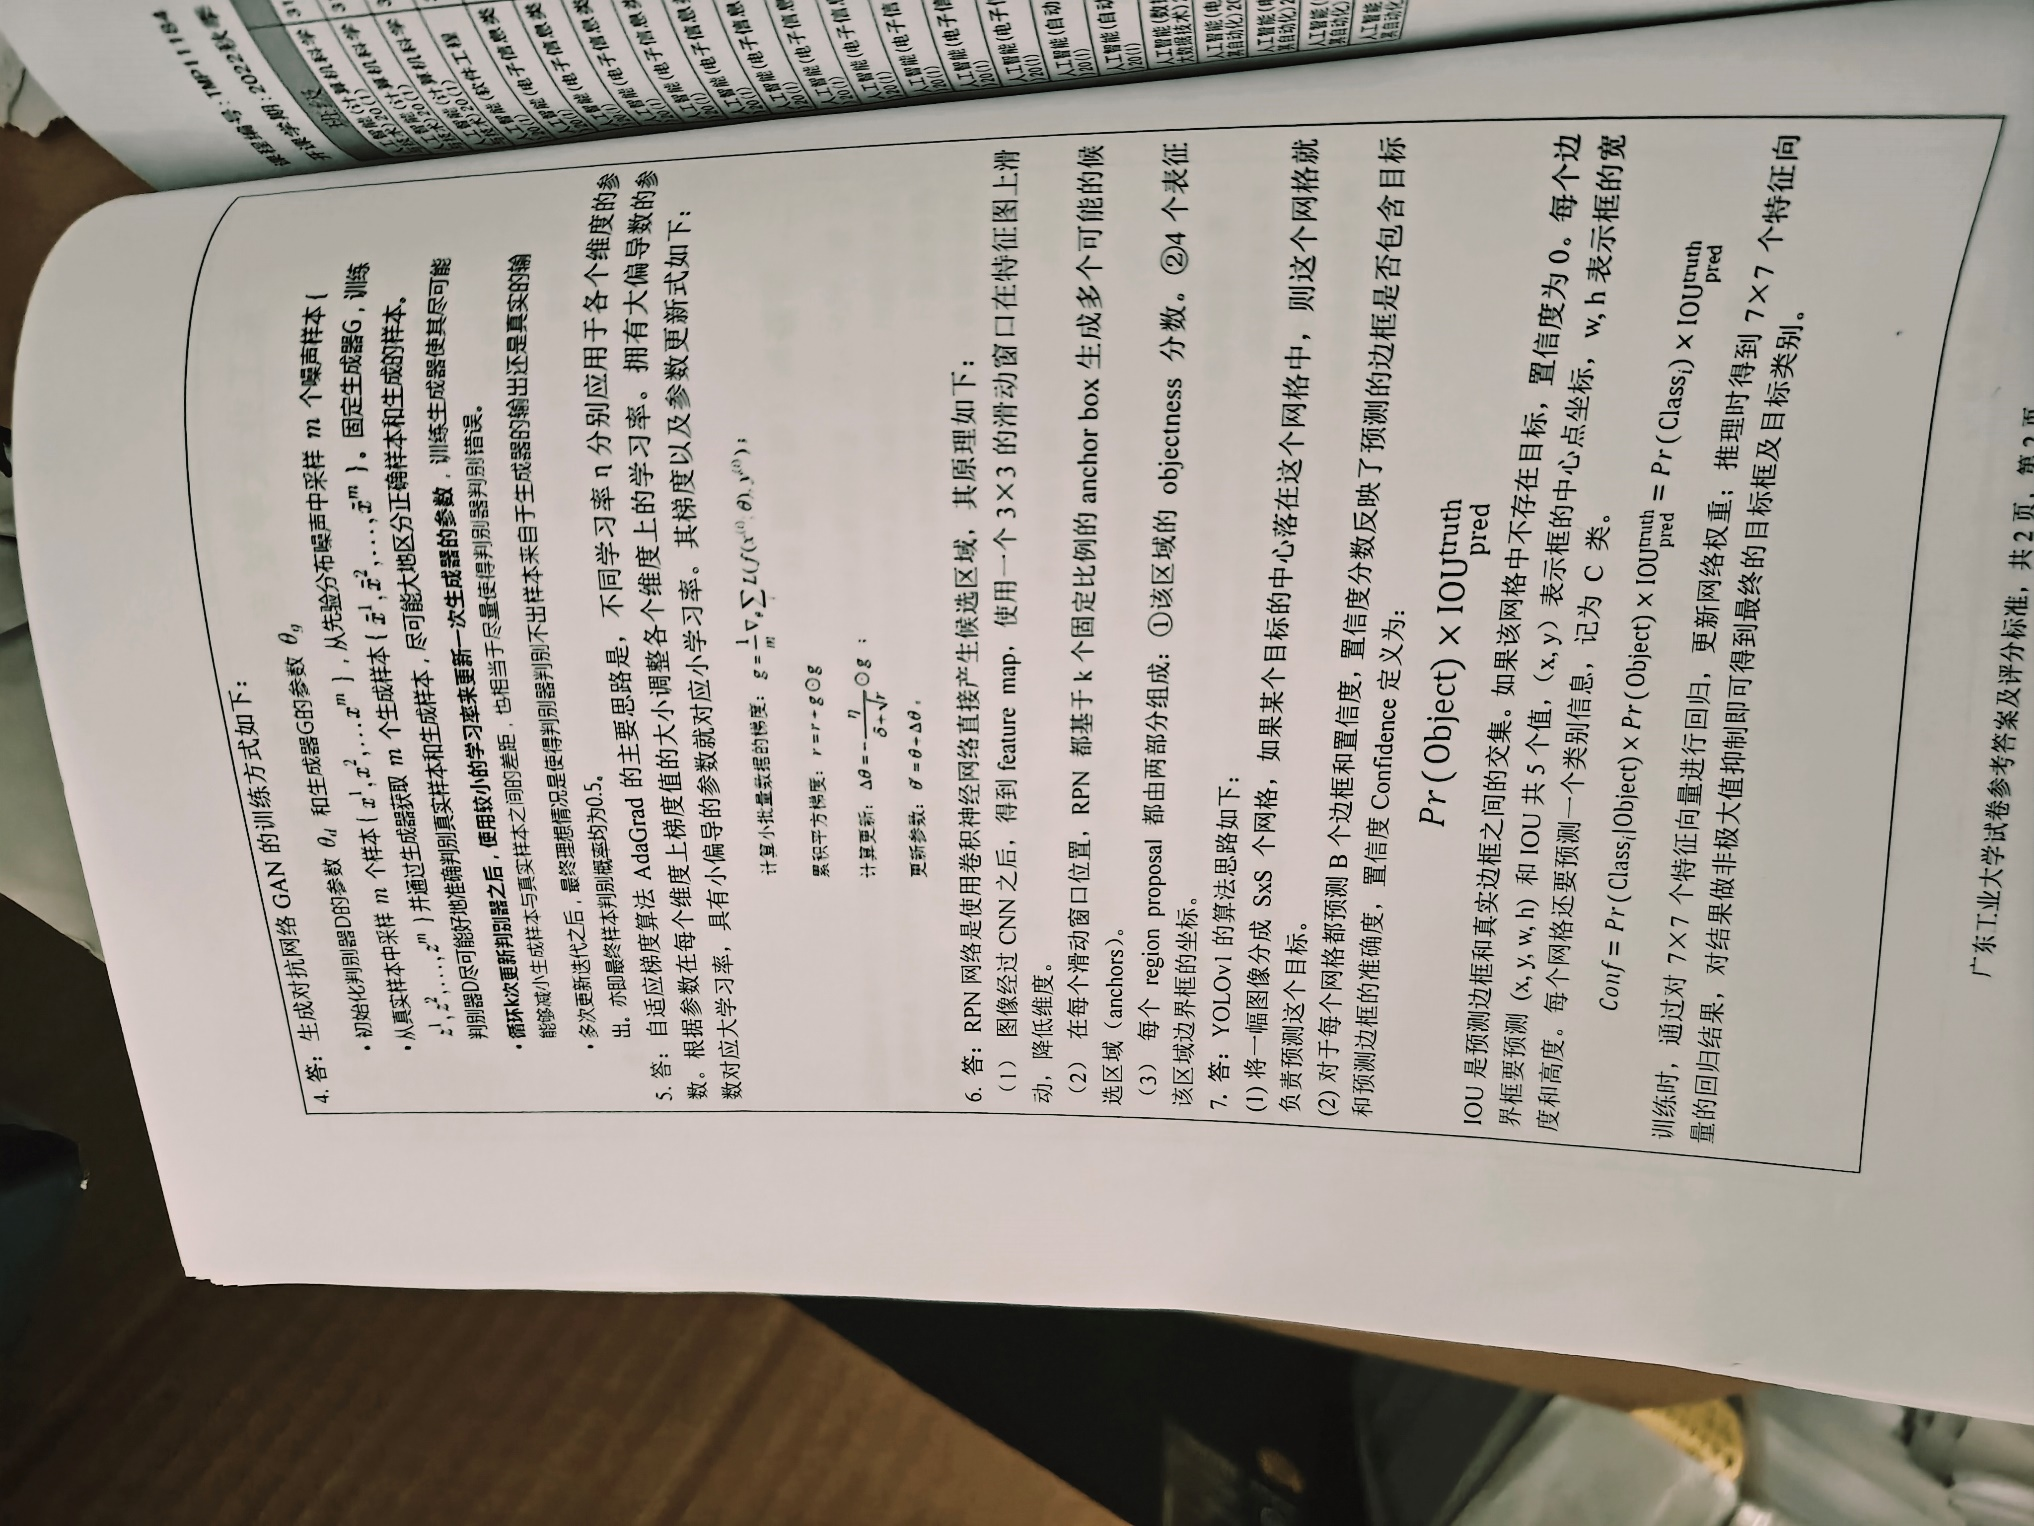 4. 答：生成对抗网络 GAN 的训练方式如下：
• 初始化判别器D的参数 θd 和生成器G的参数 θg
• 从真实样本中采样 m 个样本{ x¹,x²,...x^m }，从先验分布噪声中采样 m 个噪声样本{
z¹,z²,...,z^m }并通过生成器获取 m 个生成样本{ x̃¹,x̃²,...,x̃^m }。固定生成器G，训练
判别器D尽可能好地准确判别真实样本和生成样本，尽可能大地区分正确样本和生成的样本。
• 循环k次更新判别器之后，使用较小的学习率来更新一次生成器的参数，训练生成器使其尽可能
能够减小生成样本与真实样本之间的差距，也相当于尽量使得判别器判别错误。
• 多次更新迭代之后，最终理想情况是使得判别器判别不出样本来自于生成器的输出还是真实的输
出。亦即最终样本判别概率均为0.5。
5. 答：自适应梯度算法 AdaGrad 的主要思路是，不同学习率 η 分别应用于各个维度的参
数。根据参数在每个维度上梯度值的大小调整各个维度上的学习率。拥有大偏导数的参
数对应大学习率，具有小偏导的参数就对应小学习率。其梯度以及参数更新式如下：
计算小批量数据的梯度：g = 1/m ∇θ ∑i L(f(x⁽ⁱ⁾; θ), y⁽ⁱ⁾)；
累积平方梯度：r = r + g⊙g
计算更新：Δθ = - η/(δ+√r) ⊙g；
更新参数：θ = θ + Δθ，
6. 答：RPN 网络是使用卷积神经网络直接产生候选区域，其原理如下：
（1） 图像经过 CNN 之后，得到 feature map，使用一个 3×3 的滑动窗口在特征图上滑
动，降低维度。
（2） 在每个滑动窗口位置，RPN 都基于 k 个固定比例的 anchor box 生成多个可能的候
选区域（anchors）。
（3） 每个 region proposal 都由两部分组成：①该区域的 objectness 分数。②4 个表征
该区域边界框的坐标。
7. 答：YOLOv1 的算法思路如下：
(1) 将一幅图像分成 SxS 个网格，如果某个目标的中心落在这个网格中，则这个网格就
负责预测这个目标。
(2) 对于每个网格都预测 B 个边框和置信度，置信度分数反映了预测的边框是否包含目标
和预测边框的准确度，置信度 Confidence 定义为：
Pr(Object) × IOU^truth_pred
IOU 是预测边框和真实边框之间的交集。如果该网格中不存在目标，置信度为 0。每个边
界框要预测 (x, y, w, h) 和 IOU 共 5 个值，（x, y）表示框的中心点坐标，w, h 表示框的宽
度和高度。每个网格还要预测一个类别信息，记为 C 类。
Conf = Pr(Classᵢ|Object) × Pr(Object) × IOU^truth_pred = Pr(Classᵢ) × IOU^truth_pred
训练时，通过对 7×7 个特征向量进行回归，更新网络权重；推理时得到 7×7 个特征向
量的回归结果，对结果做非极大值抑制即可得到最终的目标框及目标类别。
广东工业大学试卷参考答案及评分标准，共 2 页，第 2 页
课程编号：TMP11184
开课学期：2022秋季
班级